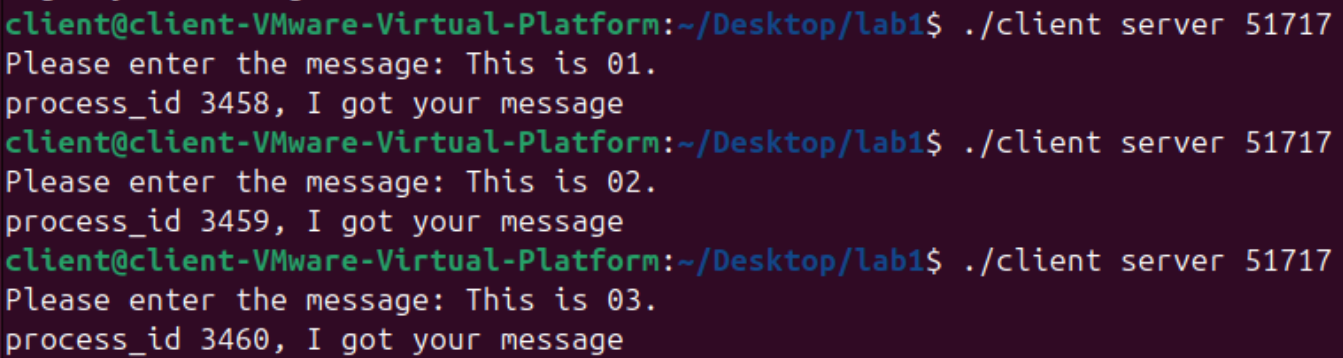 client@client-VMware-Virtual-Platform:~/Desktop/lab1$ ./client server 51717
Please enter the message: This is 01.
process_id 3458, I got your message
client@client-VMware-Virtual-Platform:~/Desktop/lab1$ ./client server 51717
Please enter the message: This is 02.
process_id 3459, I got your message
client@client-VMware-Virtual-Platform:~/Desktop/lab1$ ./client server 51717
Please enter the message: This is 03.
process_id 3460, I got your message